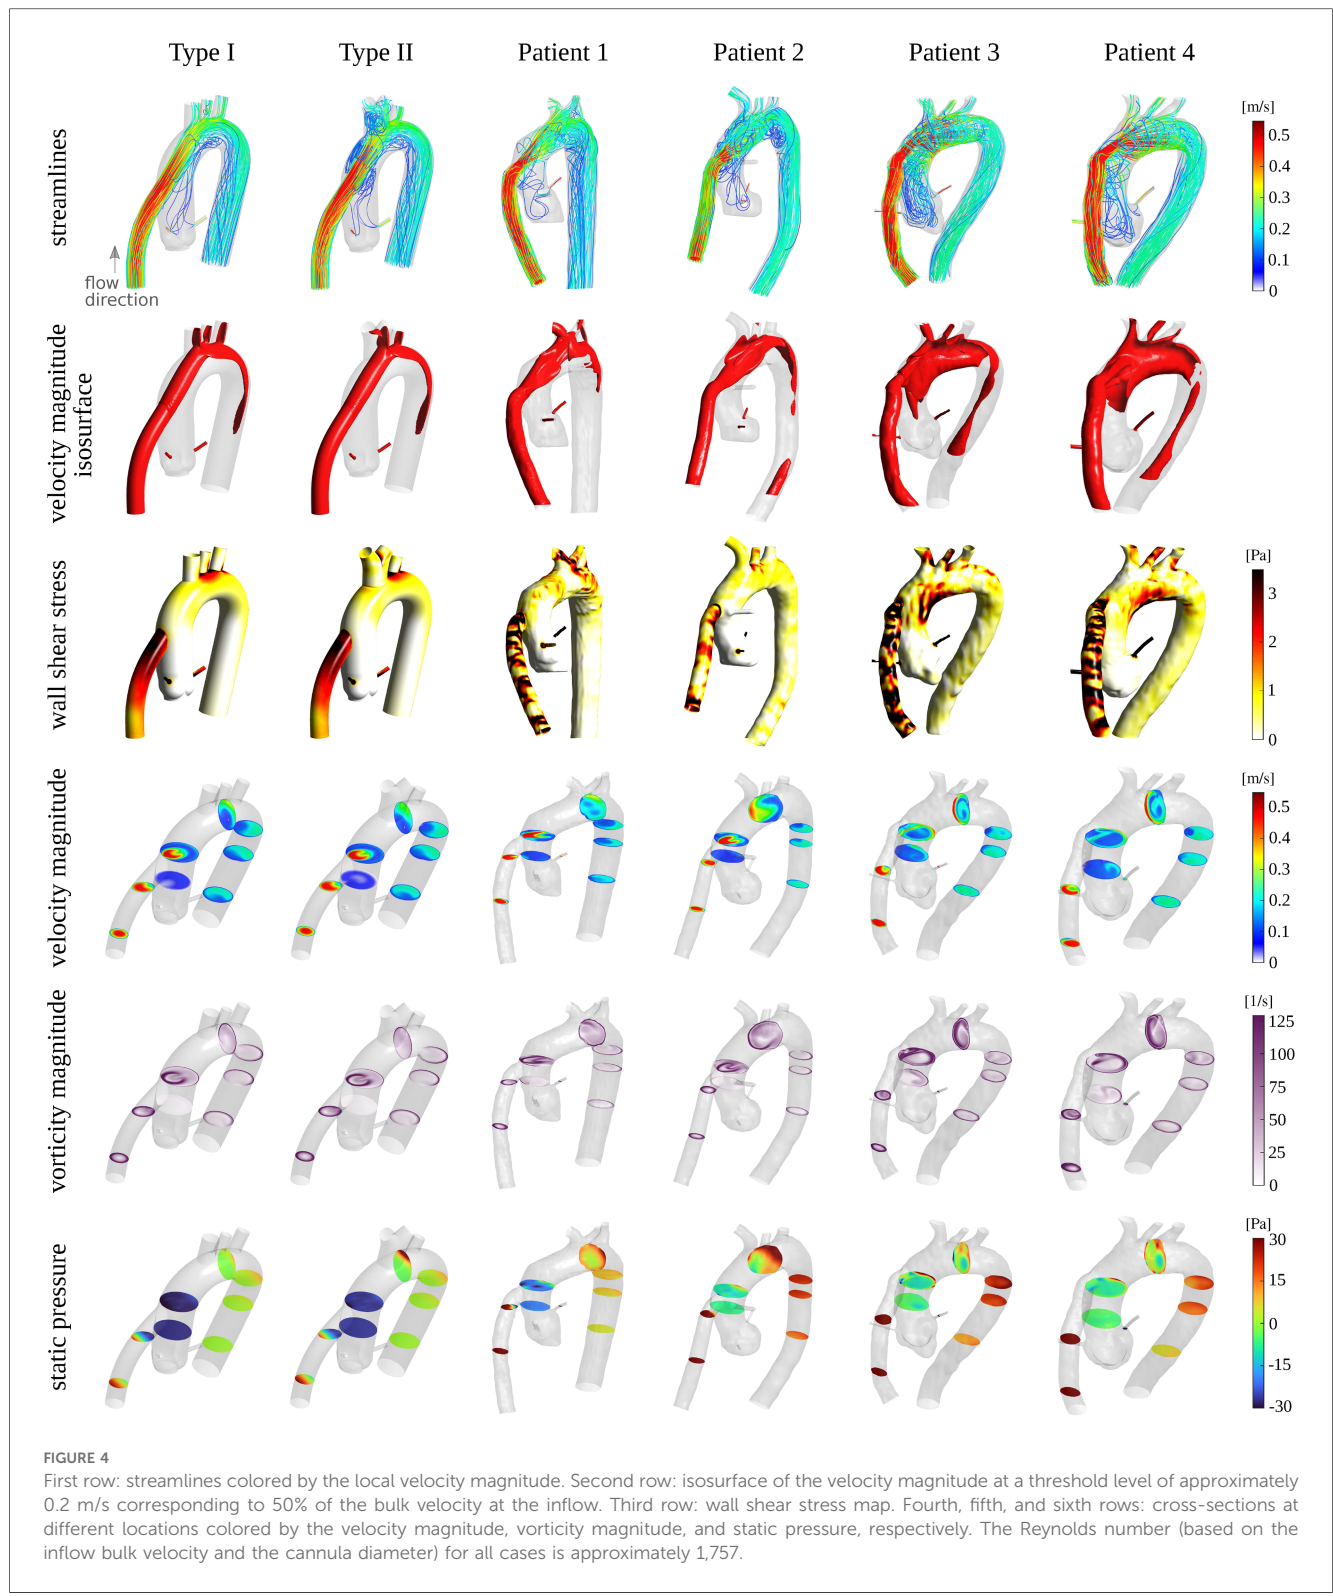 Type I Type II Patient 1 Patient 2 Patient 3 Patient 4
streamlines
flow
direction
[m/s]
0.5
0.4
0.3
0.2
0.1
0
velocity magnitude
isosurface
wall shear stress
[Pa]
3
2
1
0
velocity magnitude
[m/s]
0.5
0.4
0.3
0.2
0.1
0
vorticity magnitude
[1/s]
125
100
75
50
25
0
static pressure
[Pa]
30
15
0
-15
-30
FIGURE 4
First row: streamlines colored by the local velocity magnitude. Second row: isosurface of the velocity magnitude at a threshold level of approximately
0.2 m/s corresponding to 50% of the bulk velocity at the inflow. Third row: wall shear stress map. Fourth, fifth, and sixth rows: cross-sections at
different locations colored by the velocity magnitude, vorticity magnitude, and static pressure, respectively. The Reynolds number (based on the
inflow bulk velocity and the cannula diameter) for all cases is approximately 1,757.